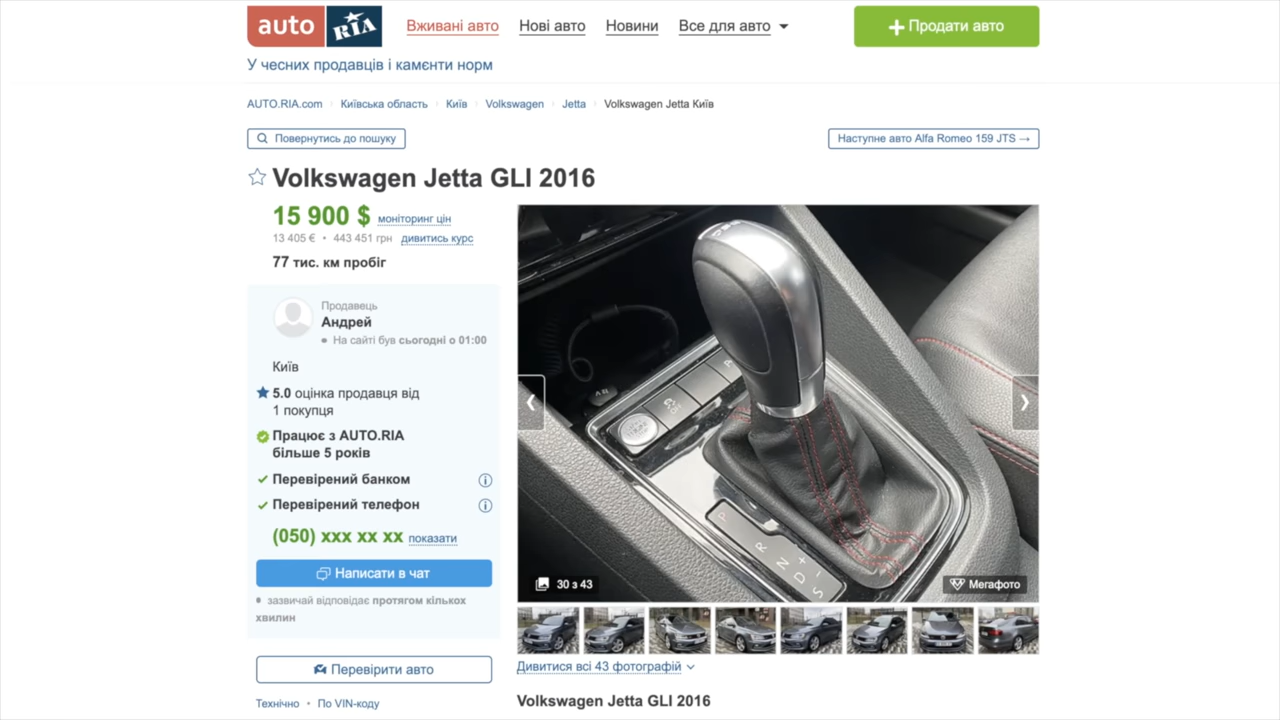 auto RIA
Вживані авто
Нові авто
Новини
Все для авто
Продати авто
У чесних продавців і камєнти норм
AUTO.RIA.com
Київська область
Київ
Volkswagen
Jetta
Volkswagen Jetta Київ
Повернутись до пошуку
Наступне авто Alfa Romeo 159 JTS →
Volkswagen Jetta GLI 2016
15 900 $ моніторинг цін
13 405 € • 443 451 грн дивитись курс
77 тис. км пробіг
Продавець
Андрей
На сайті був сьогодні о 01:00
Київ
5.0 оцінка продавця від
1 покупця
Працює з AUTO.RIA
більше 5 років
Перевірений банком
Перевірений телефон
(050) xxx xx xx показати
Написати в чат
зазвичай відповідає протягом кількох
хвилин
Перевірити авто
Технічно • По VIN-коду
P
R
N
D + −
S
30 з 43
Мегафото
Дивитися всі 43 фотографій
Volkswagen Jetta GLI 2016